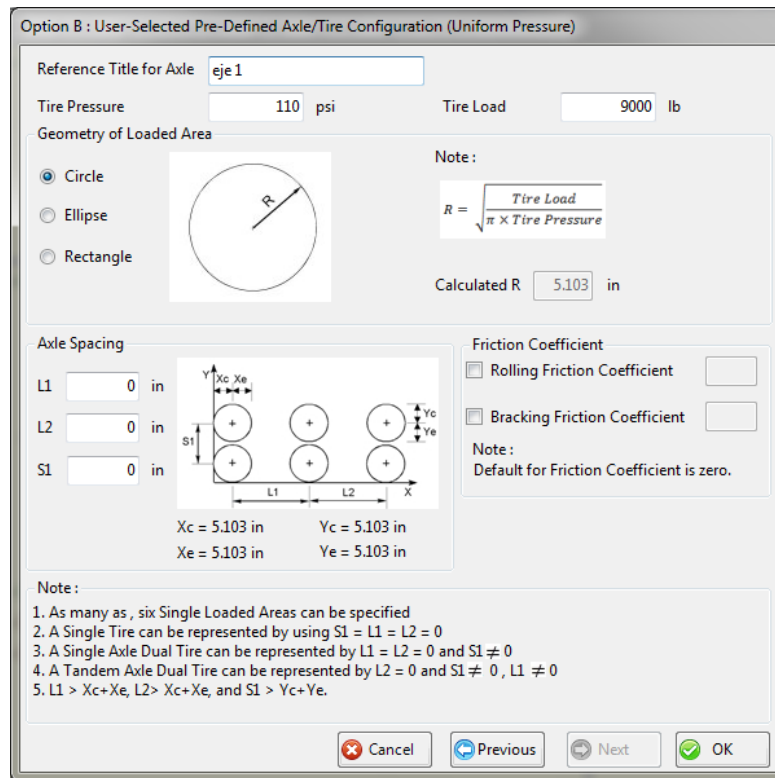 Option B : User-Selected Pre-Defined Axle/Tire Configuration (Uniform Pressure)
Reference Title for Axle eje 1
Tire Pressure 110 psi Tire Load 9000 lb
Geometry of Loaded Area
Circle
Ellipse
Rectangle
R
Note :
R = √(Tire Load / π × Tire Pressure)
Calculated R 5.103 in
Axle Spacing
L1 0 in
L2 0 in
S1 0 in
Y Xc Xe
Yc
Ye
S1
L1 L2 X
Xc = 5.103 in Yc = 5.103 in
Xe = 5.103 in Ye = 5.103 in
Friction Coefficient
Rolling Friction Coefficient
Bracking Friction Coefficient
Note :
Default for Friction Coefficient is zero.
Note :
1. As many as , six Single Loaded Areas can be specified
2. A Single Tire can be represented by using S1 = L1 = L2 = 0
3. A Single Axle Dual Tire can be represented by L1 = L2 = 0 and S1 ≠ 0
4. A Tandem Axle Dual Tire can be represented by L2 = 0 and S1 ≠ 0 , L1 ≠ 0
5. L1 > Xc+Xe, L2> Xc+Xe, and S1 > Yc+Ye.
Cancel Previous Next OK